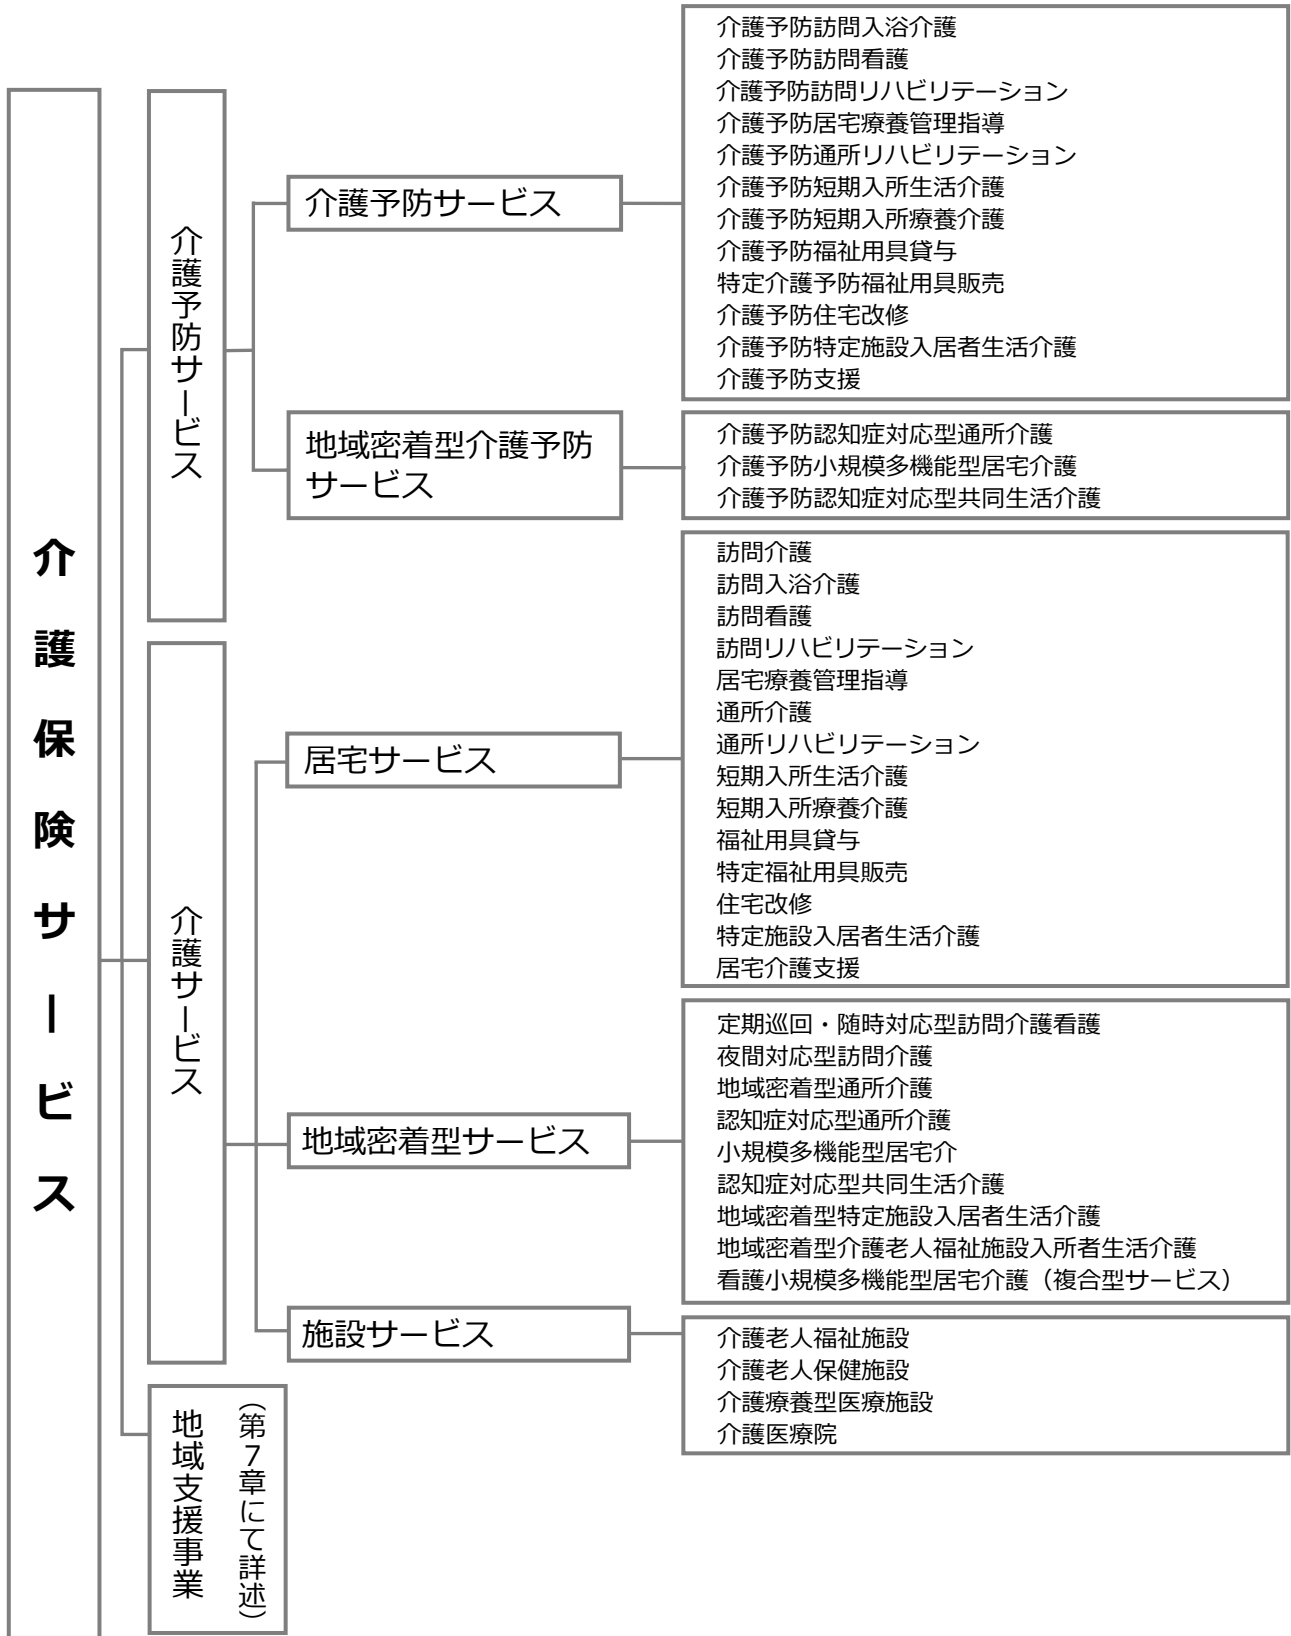 介護保険サービス
介護予防サービス
介護予防サービス
介護予防訪問入浴介護
介護予防訪問看護
介護予防訪問リハビリテーション
介護予防居宅療養管理指導
介護予防通所リハビリテーション
介護予防短期入所生活介護
介護予防短期入所療養介護
介護予防福祉用具貸与
特定介護予防福祉用具販売
介護予防住宅改修
介護予防特定施設入居者生活介護
介護予防支援
地域密着型介護予防
サービス
介護予防認知症対応型通所介護
介護予防小規模多機能型居宅介護
介護予防認知症対応型共同生活介護
介護サービス
居宅サービス
訪問介護
訪問入浴介護
訪問看護
訪問リハビリテーション
居宅療養管理指導
通所介護
通所リハビリテーション
短期入所生活介護
短期入所療養介護
福祉用具貸与
特定福祉用具販売
住宅改修
特定施設入居者生活介護
居宅介護支援
地域密着型サービス
定期巡回・随時対応型訪問介護看護
夜間対応型訪問介護
地域密着型通所介護
認知症対応型通所介護
小規模多機能型居宅介
認知症対応型共同生活介護
地域密着型特定施設入居者生活介護
地域密着型介護老人福祉施設入所者生活介護
看護小規模多機能型居宅介護（複合型サービス）
施設サービス
介護老人福祉施設
介護老人保健施設
介護療養型医療施設
介護医療院
地域支援事業
（第7章にて詳述）